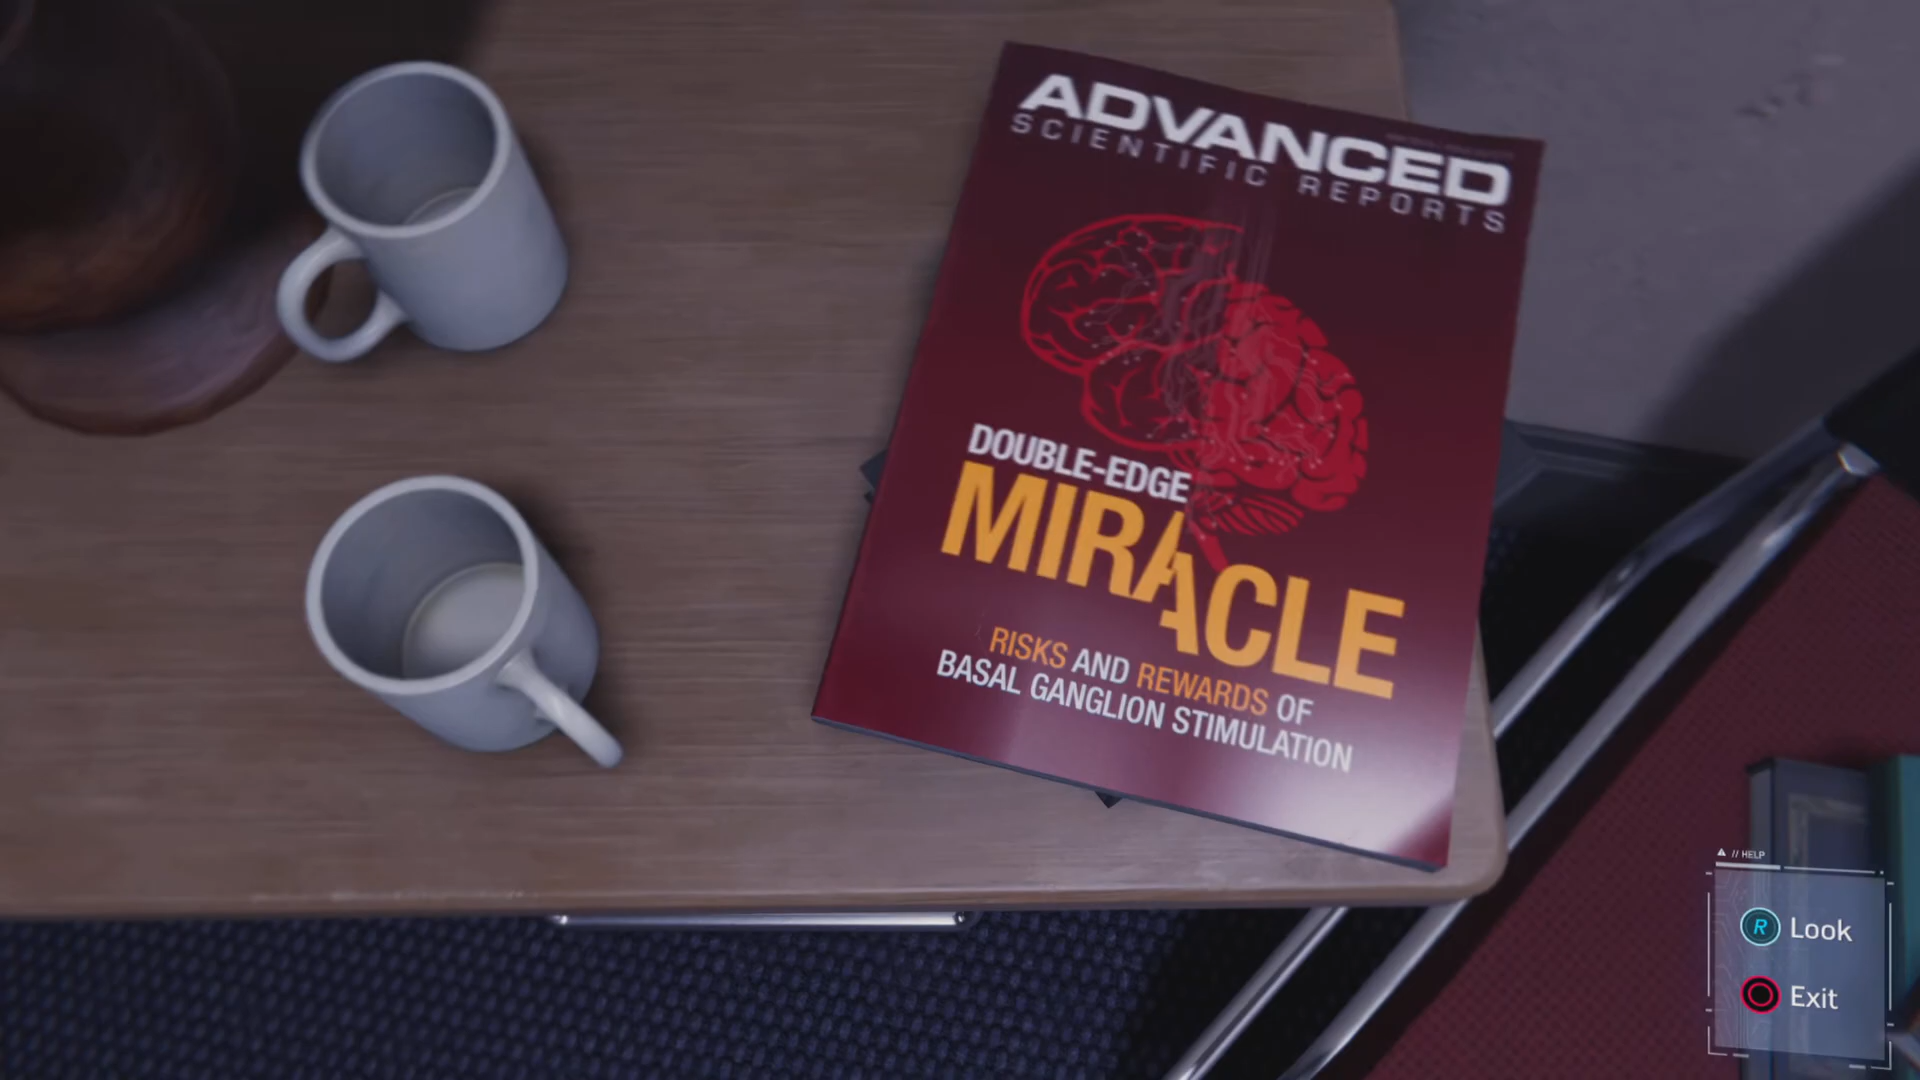 ADVANCED
SCIENTIFIC REPORTS
DOUBLE-EDGE
MIRACLE
RISKS AND REWARDS OF
BASAL GANGLION STIMULATION
// HELP
R Look
Exit